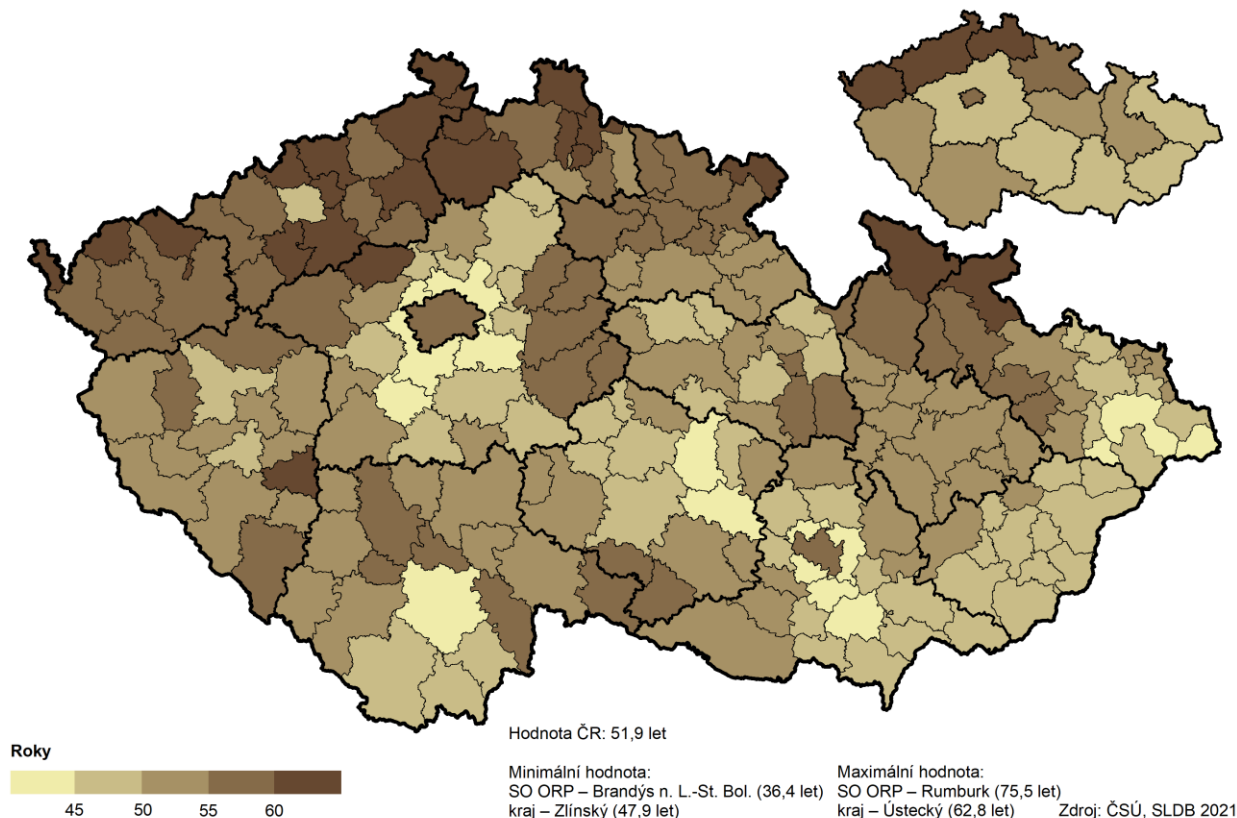 Hodnota ČR: 51,9 let
Roky
45 50 55 60
Minimální hodnota:
SO ORP – Brandýs n. L.-St. Bol. (36,4 let)
kraj – Zlínský (47,9 let)
Maximální hodnota:
SO ORP – Rumburk (75,5 let)
kraj – Ústecký (62,8 let)
Zdroj: ČSÚ, SLDB 2021